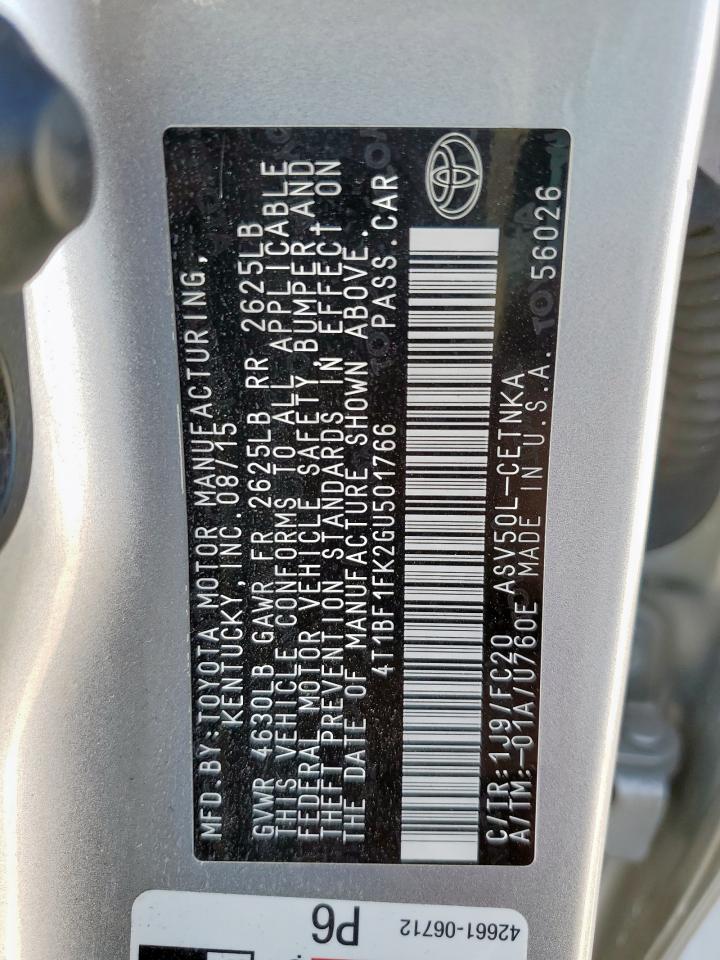 MFD.BY:TOYOTA MOTOR MANUFACTURING,
KENTUCKY, INC. 08/15
GVWR 4630LB GAWR FR 2625LB RR 2625LB
THIS VEHICLE CONFORMS TO ALL APPLICABLE
FEDERAL MOTOR VEHICLE SAFETY,BUMPER,AND
THEFT PREVENTION STANDARDS IN EFFECT ON
THE DATE OF MANUFACTURE SHOWN ABOVE.
4T1BF1FK2GU501766 PASS.CAR
C/TR:1J9/FC20 ASV50L-CETNKA
A/TM:-01A/U760E MADE IN U.S.A. 56026
P6
42661-06712